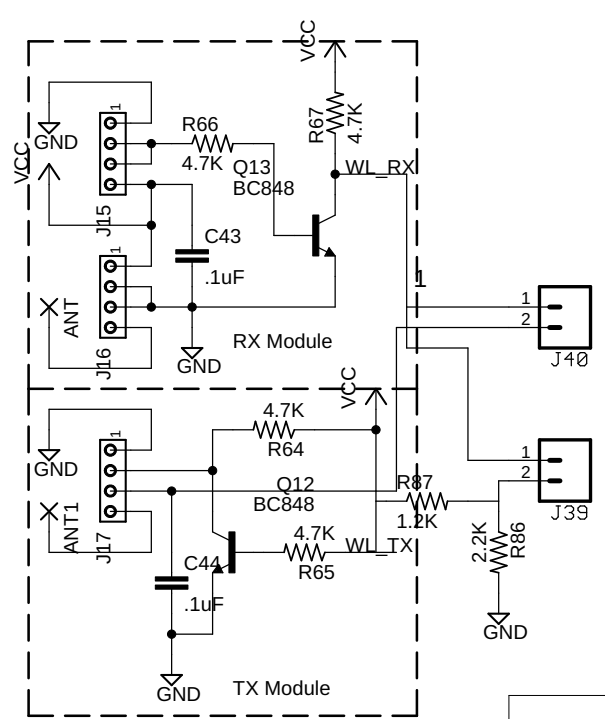 VCC
1
R67
4.7K
GND
R66
4.7K
Q13
BC848
WL_RX
VCC
J15
C43
.1uF
1
ANT
J16
GND
RX Module
1
1
2
J40
VCC
4.7K
R64
1
GND
Q12
BC848
R87
1.2K
1
2
J39
ANT1
J17
4.7K
R65
WL_TX
2.2K
R86
C44
.1uF
GND
GND
TX Module